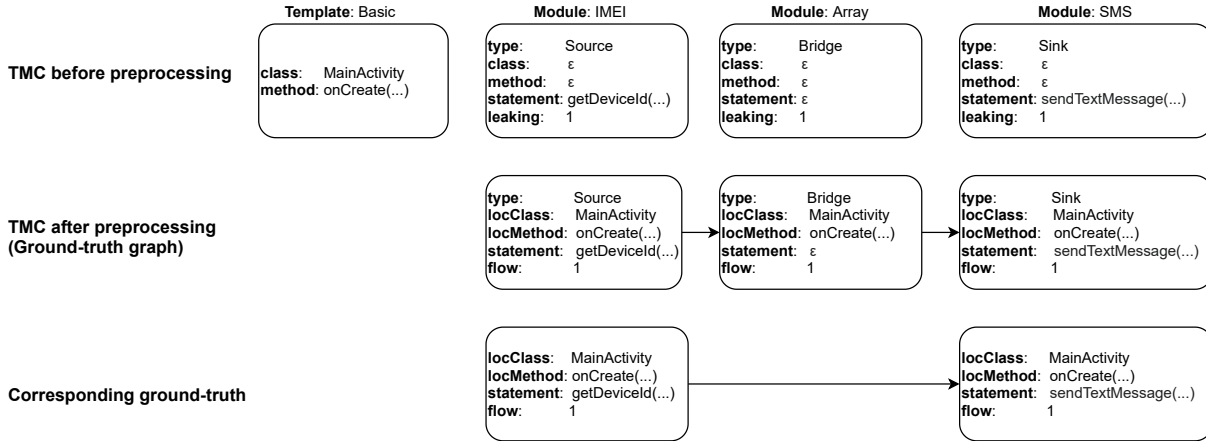 Template: Basic
Module: IMEI
Module: Array
Module: SMS
TMC before preprocessing
class: MainActivity
method: onCreate(...)
type: Source
class: ε
method: ε
statement: getDeviceId(...)
leaking: 1
type: Bridge
class: ε
method: ε
statement: ε
leaking: 1
type: Sink
class: ε
method: ε
statement: sendTextMessage(...)
leaking: 1
TMC after preprocessing
(Ground-truth graph)
type: Source
locClass: MainActivity
locMethod: onCreate(...)
statement: getDeviceId(...)
flow: 1
type: Bridge
locClass: MainActivity
locMethod: onCreate(...)
statement: ε
flow: 1
type: Sink
locClass: MainActivity
locMethod: onCreate(...)
statement: sendTextMessage(...)
flow: 1
Corresponding ground-truth
locClass: MainActivity
locMethod: onCreate(...)
statement: getDeviceId(...)
flow: 1
locClass: MainActivity
locMethod: onCreate(...)
statement: sendTextMessage(...)
flow: 1